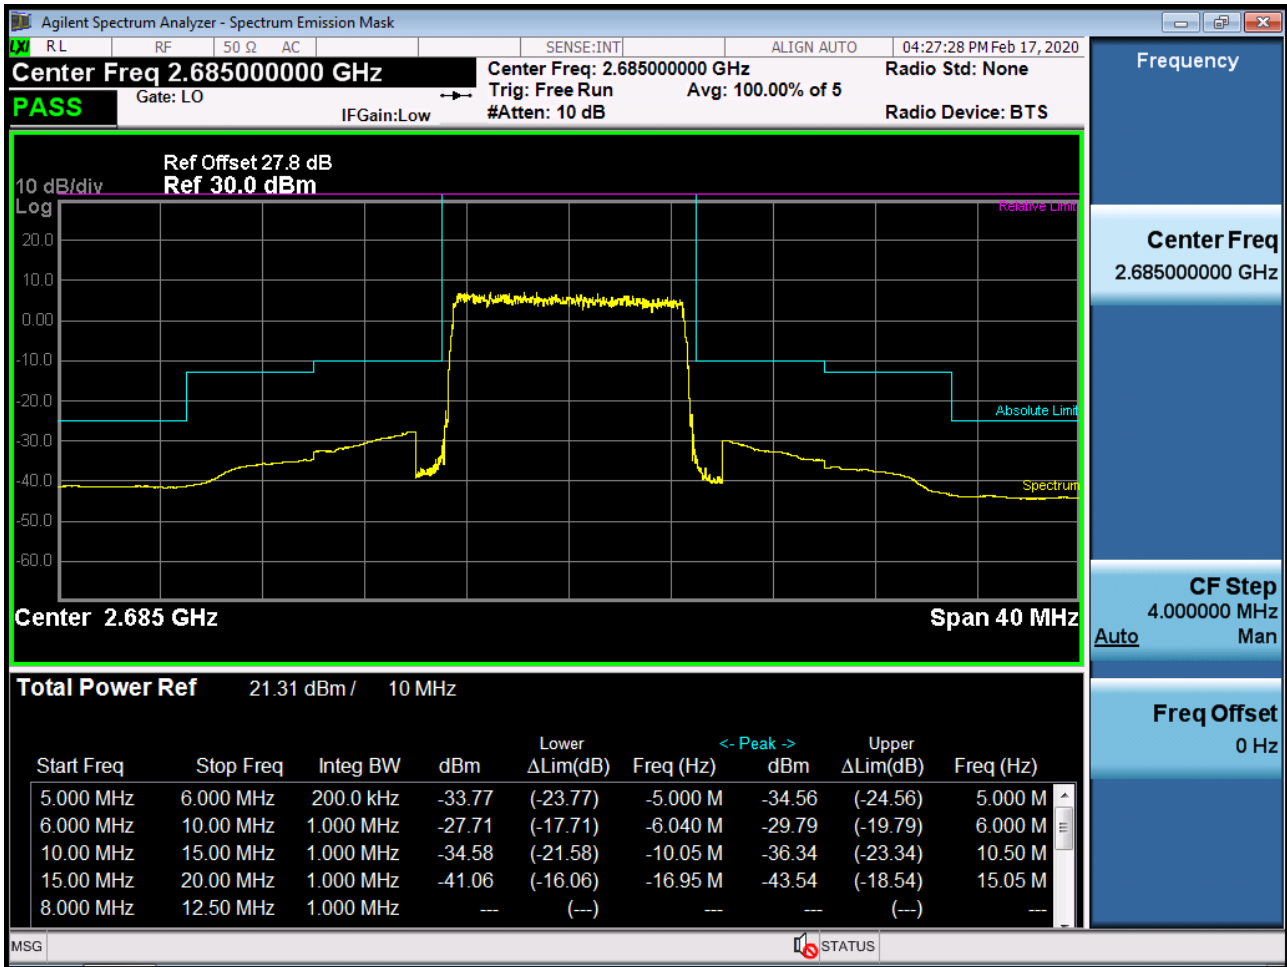 Agilent Spectrum Analyzer - Spectrum Emission Mask
LXI RL RF 50 Ω AC SENSE:INT ALIGN AUTO 04:27:28 PM Feb 17, 2020
Center Freq 2.685000000 GHz Center Freq: 2.685000000 GHz Radio Std: None
PASS Gate: LO Trig: Free Run Avg: 100.00% of 5
IFGain:Low #Atten: 10 dB Radio Device: BTS
Ref Offset 27.8 dB
10 dB/div Ref 30.0 dBm
Log
Relative Limit
20.0
10.0
0.00
-10.0
-20.0
Absolute Limit
-30.0
-40.0
Spectrum
-50.0
-60.0
Center 2.685 GHz Span 40 MHz
Total Power Ref 21.31 dBm / 10 MHz
Lower <- Peak -> Upper
Start Freq Stop Freq Integ BW dBm ΔLim(dB) Freq (Hz) dBm ΔLim(dB) Freq (Hz)
5.000 MHz 6.000 MHz 200.0 kHz -33.77 (-23.77) -5.000 M -34.56 (-24.56) 5.000 M
6.000 MHz 10.00 MHz 1.000 MHz -27.71 (-17.71) -6.040 M -29.79 (-19.79) 6.000 M
10.00 MHz 15.00 MHz 1.000 MHz -34.58 (-21.58) -10.05 M -36.34 (-23.34) 10.50 M
15.00 MHz 20.00 MHz 1.000 MHz -41.06 (-16.06) -16.95 M -43.54 (-18.54) 15.05 M
8.000 MHz 12.50 MHz 1.000 MHz --- (---) --- --- (---) ---
MSG STATUS
Frequency
Center Freq
2.685000000 GHz
CF Step
4.000000 MHz
Auto Man
Freq Offset
0 Hz